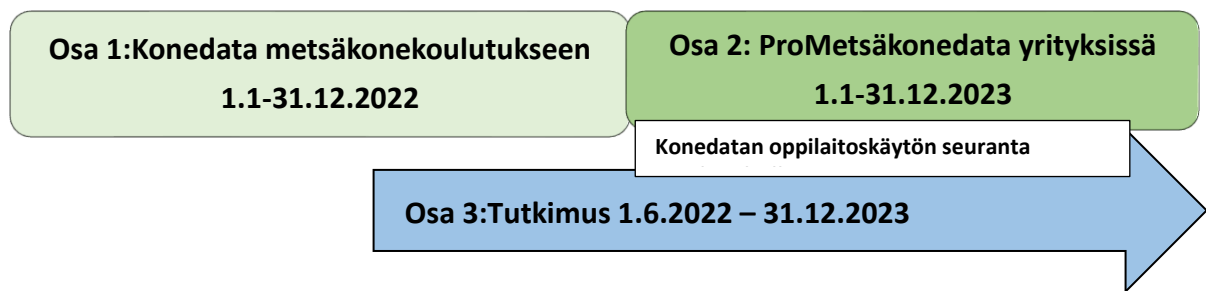 Osa 1:Konedata metsäkonekoulutukseen
1.1-31.12.2022
Osa 2: ProMetsäkonedata yrityksissä
1.1-31.12.2023
Konedatan oppilaitoskäytön seuranta
Osa 3:Tutkimus 1.6.2022 – 31.12.2023